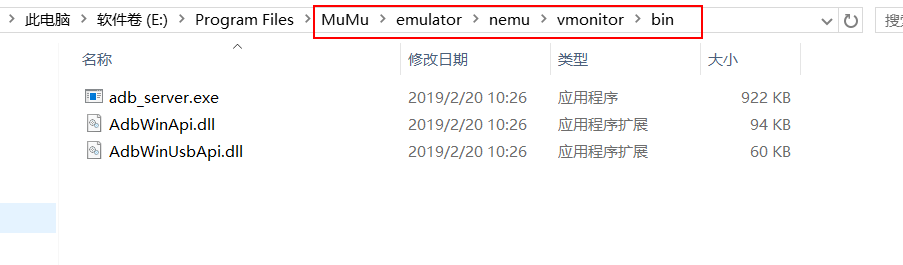 此电脑 > 软件卷 (E:) > Program Files > MuMu > emulator > nemu > vmonitor > bin 搜索
名称 修改日期 类型 大小
adb_server.exe 2019/2/20 10:26 应用程序 922 KB
AdbWinApi.dll 2019/2/20 10:26 应用程序扩展 94 KB
AdbWinUsbApi.dll 2019/2/20 10:26 应用程序扩展 60 KB